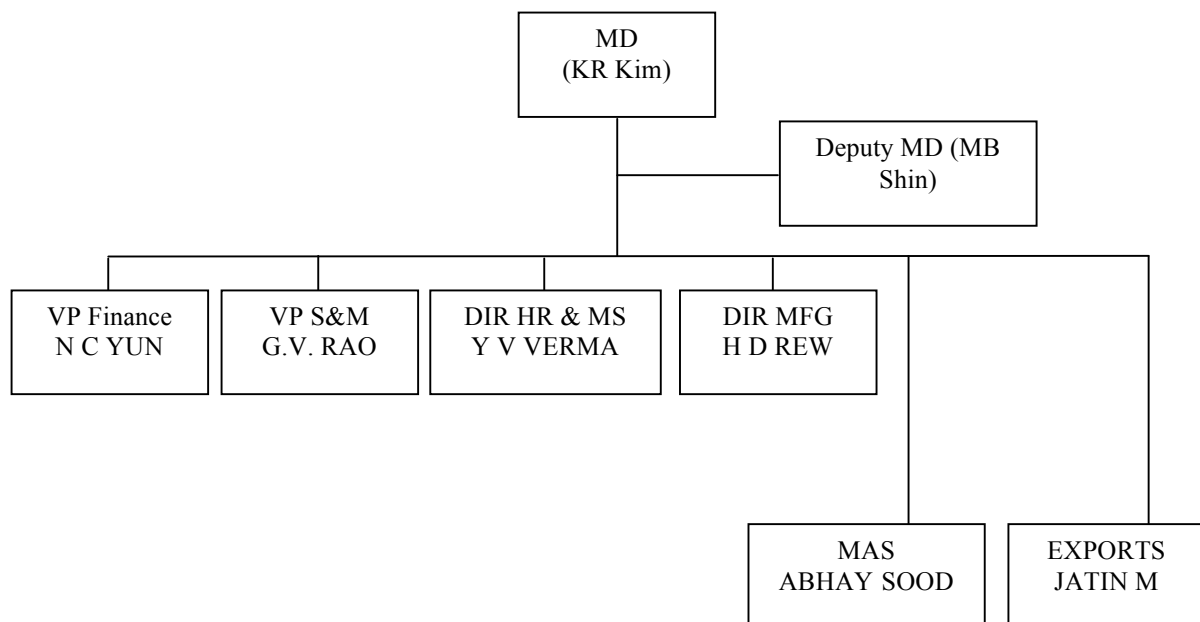 MD
(KR Kim)
Deputy MD (MB
Shin)
VP Finance
N C YUN
VP S&M
G.V. RAO
DIR HR & MS
Y V VERMA
DIR MFG
H D REW
MAS
ABHAY SOOD
EXPORTS
JATIN M